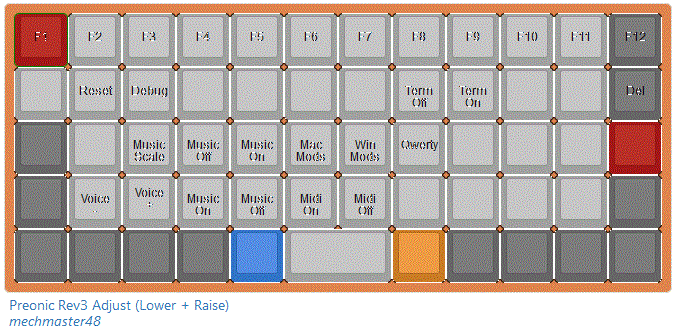 F1 F2 F3 F4 F5 F6 F7 F8 F9 F10 F11 F12
Reset Debug Term Off Term On Del
Music Scale Music Off Music On Mac Mods Win Mods Qwerty
Voice Voice Music On Music Off Midi On Midi Off
Preonic Rev3 Adjust (Lower + Raise)
mechmaster48